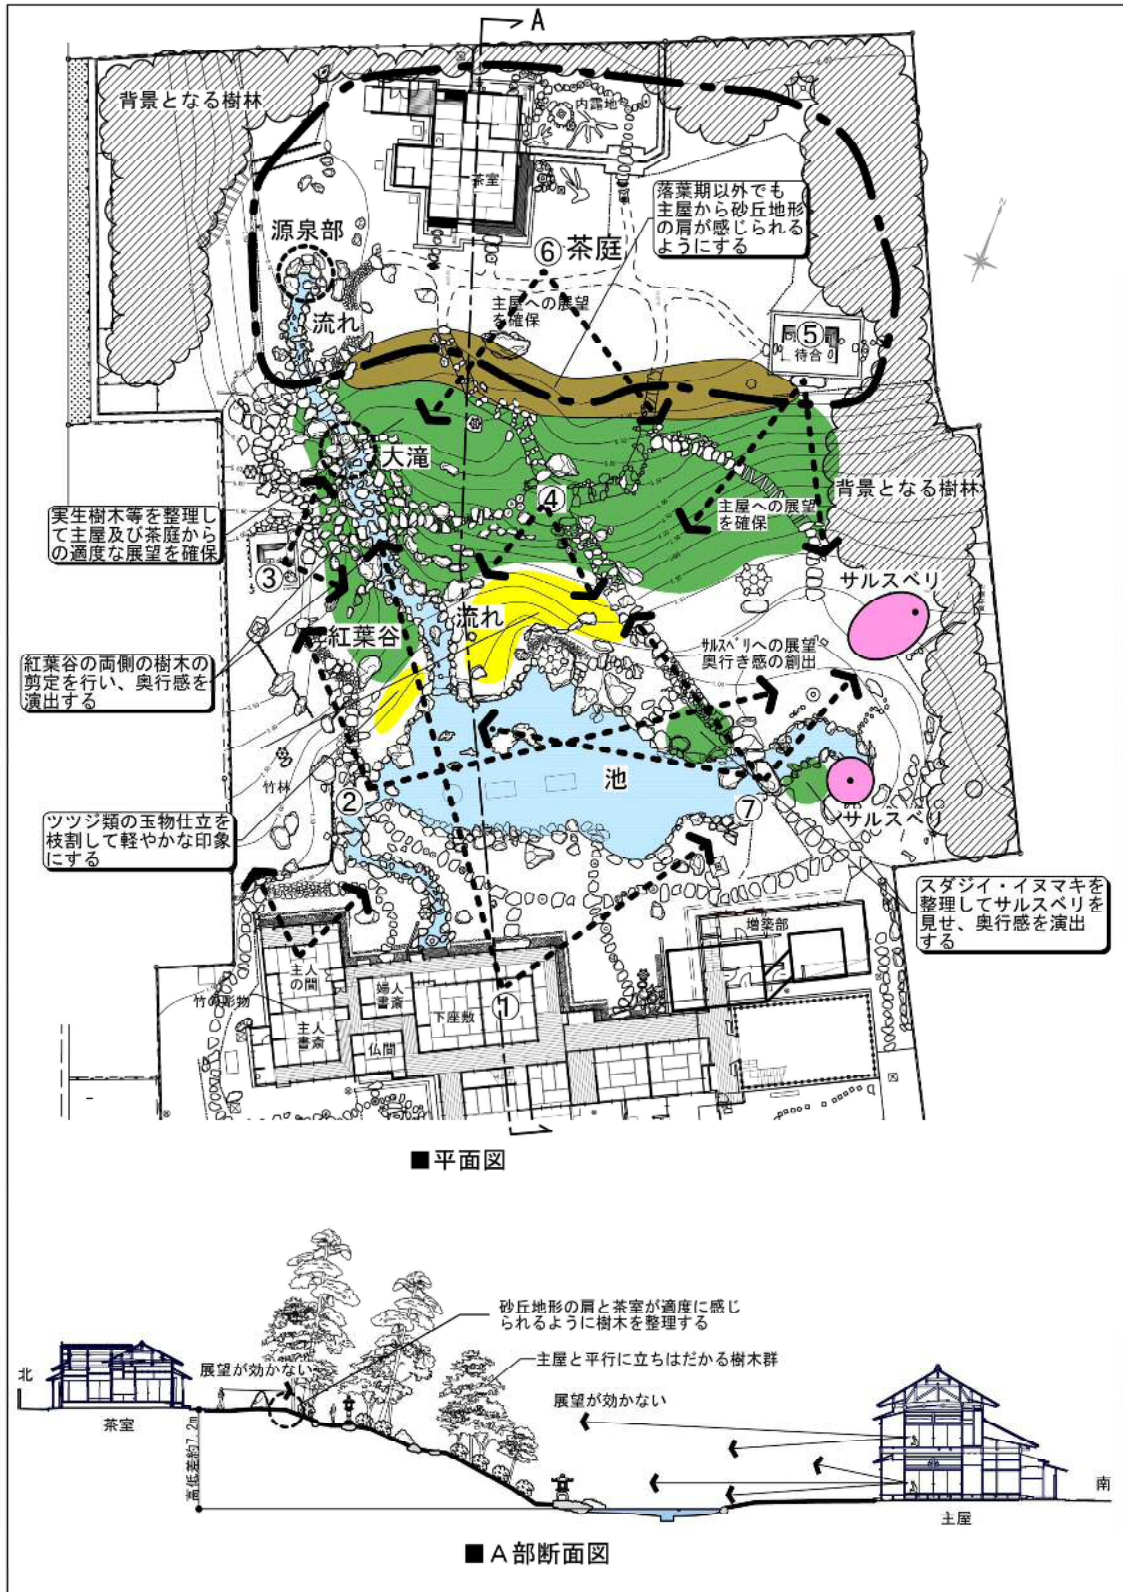 A
背景となる樹林
内露地
茶室
落葉期以外でも
主屋から砂丘地形
の肩が感じられる
ようにする
源泉部
⑥茶庭
流れ
主屋への展望
を確保
⑤
待合
大滝
④
背景となる樹林
主屋への展望
を確保
実生樹木等を整理し
て主屋及び茶庭から
の適度な展望を確保
③
サルスベリ
流れ
紅葉谷
サルスベリへの展望
奥行き感の創出
紅葉谷の両側の樹木の
剪定を行い、奥行感を
演出する
池
竹林
②
⑦
サルスベリ
ツツジ類の玉物仕立を
枝割して軽やかな印象
にする
スダジイ・イヌマキを
整理してサルスベリを
見せ、奥行感を演出
する
増築部
主人
の間
婦人
書斎
下座敷
①
主人
書斎
仏間
■平面図
砂丘地形の肩と茶室が適度に感じ
られるように樹木を整理する
主屋と平行に立ちはだかる樹木群
展望が効かない
展望が効かない
北
茶室
高低差約7.2m
南
主屋
■A部断面図